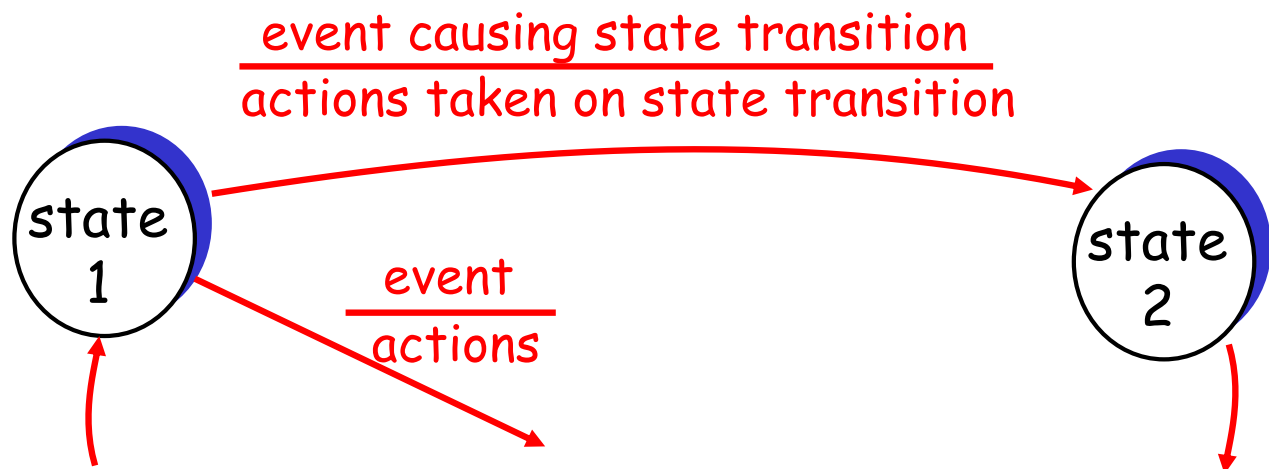 event causing state transition
actions taken on state transition
state
1
event
actions
state
2